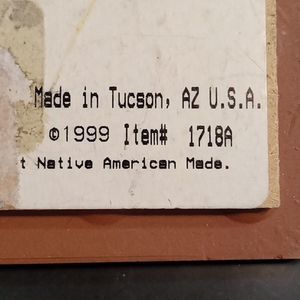 Made in Tucson, AZ U.S.A.
©1999 Item# 1718A
t Native American Made.